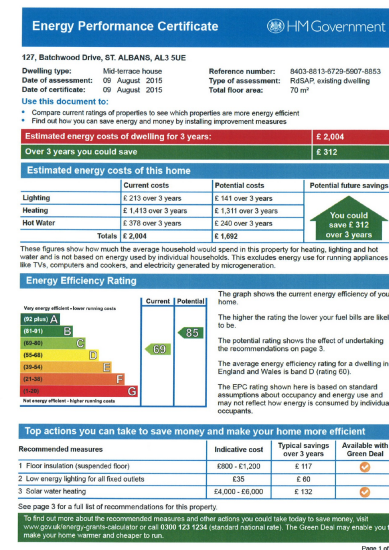 Energy Performance Certificate
HM Government
127, Batchwood Drive, ST. ALBANS, AL3 5UE
Dwelling type: Mid-terrace house Reference number: 8403-8813-6729-5907-8853
Date of assessment: 09 August 2015 Type of assessment: RdSAP, existing dwelling
Date of certificate: 09 August 2015 Total floor area: 70 m²
Use this document to:
• Compare current ratings of properties to see which properties are more energy efficient
• Find out how you can save energy and money by installing improvement measures
Estimated energy costs of dwelling for 3 years: £ 2,004
Over 3 years you could save £ 312
Estimated energy costs of this home
Current costs Potential costs Potential future savings
Lighting £ 213 over 3 years £ 141 over 3 years
Heating £ 1,413 over 3 years £ 1,311 over 3 years
Hot Water £ 378 over 3 years £ 240 over 3 years
Totals £ 2,004 £ 1,692
You could
save £ 312
over 3 years
These figures show how much the average household would spend in this property for heating, lighting and hot
water and is not based on energy used by individual households. This excludes energy use for running appliances
like TVs, computers and cookers, and electricity generated by microgeneration.
Energy Efficiency Rating
Current Potential
Very energy efficient - lower running costs
(92 plus) A
(81-91) B
(69-80) C
(55-68) D
(39-54) E
(21-38) F
(1-20) G
Not energy efficient - higher running costs
69
85
The graph shows the current energy efficiency of you
home.
The higher the rating the lower your fuel bills are likel
to be.
The potential rating shows the effect of undertaking
the recommendations on page 3.
The average energy efficiency rating for a dwelling in
England and Wales is band D (rating 60).
The EPC rating shown here is based on standard
assumptions about occupancy and energy use and
may not reflect how energy is consumed by individua
occupants.
Top actions you can take to save money and make your home more efficient
Recommended measures Indicative cost Typical savings over 3 years Available with Green Deal
1 Floor insulation (suspended floor) £800 - £1,200 £ 117
2 Low energy lighting for all fixed outlets £35 £ 60
3 Solar water heating £4,000 - £6,000 £ 132
See page 3 for a full list of recommendations for this property.
To find out more about the recommended measures and other actions you could take today to save money, visit
www.gov.uk/energy-grants-calculator or call 0300 123 1234 (standard national rate). The Green Deal may enable you t
make your home warmer and cheaper to run.
Page 1 of